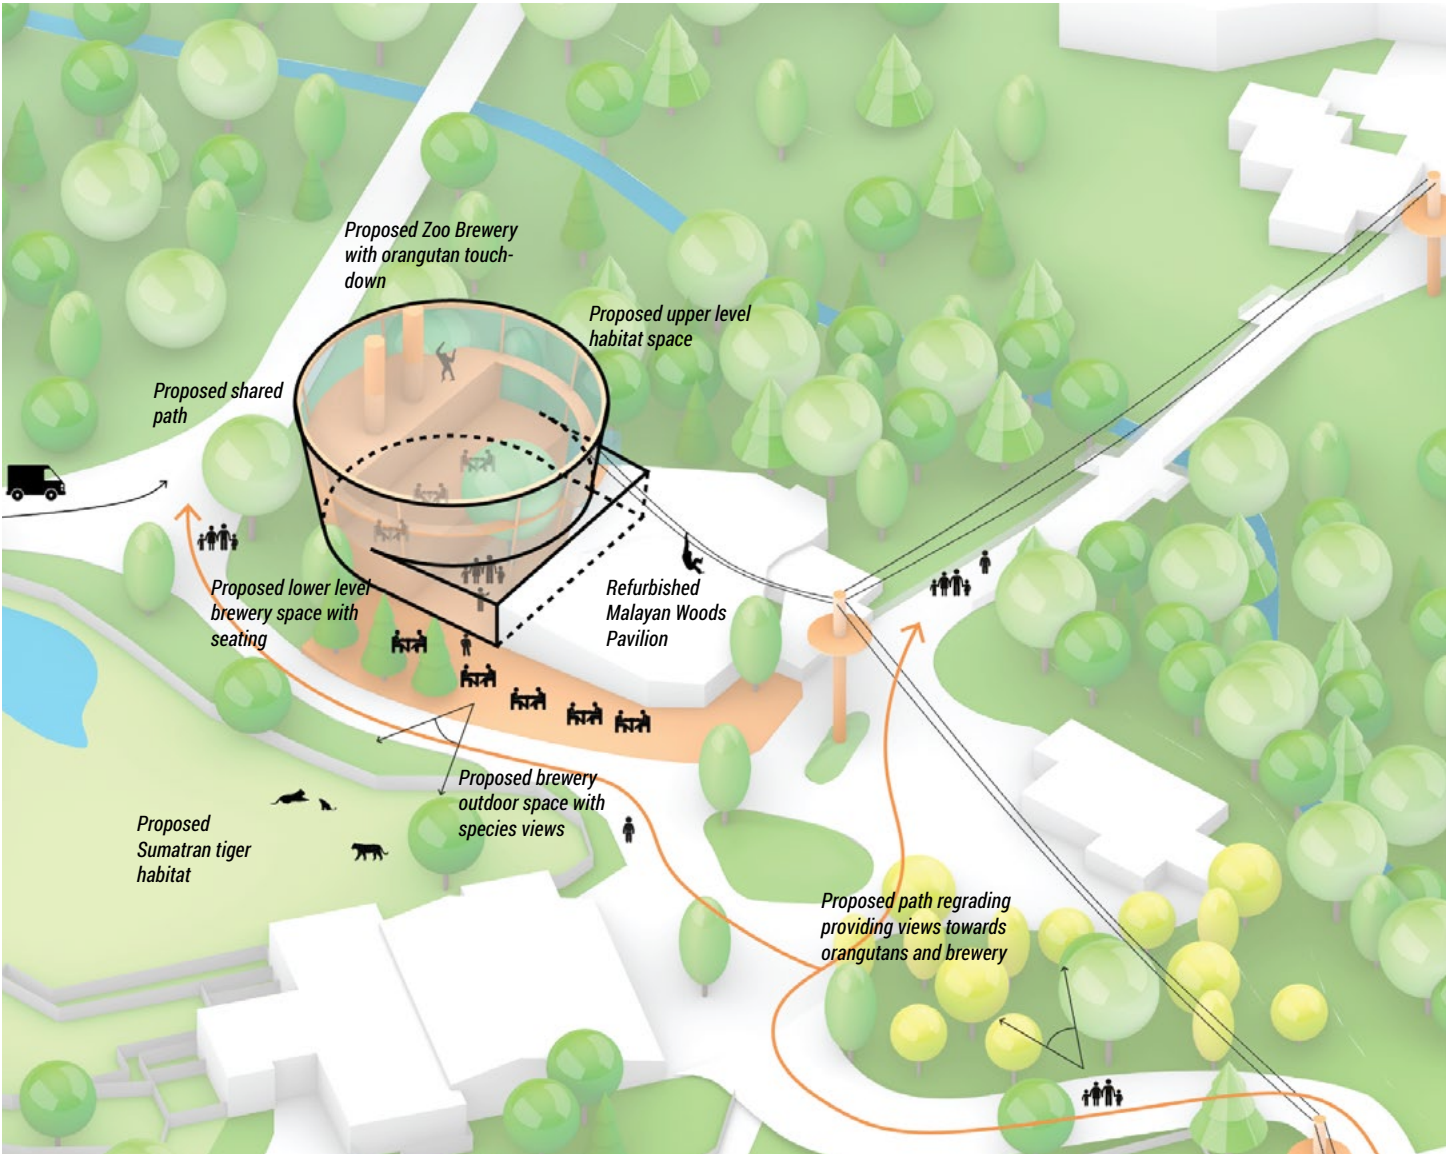 Proposed Zoo Brewery
with orangutan touch-
down
Proposed upper level
habitat space
Proposed shared
path
Proposed lower level
brewery space with
seating
Refurbished
Malayan Woods
Pavilion
Proposed brewery
outdoor space with
species views
Proposed
Sumatran tiger
habitat
Proposed path regrading
providing views towards
orangutans and brewery